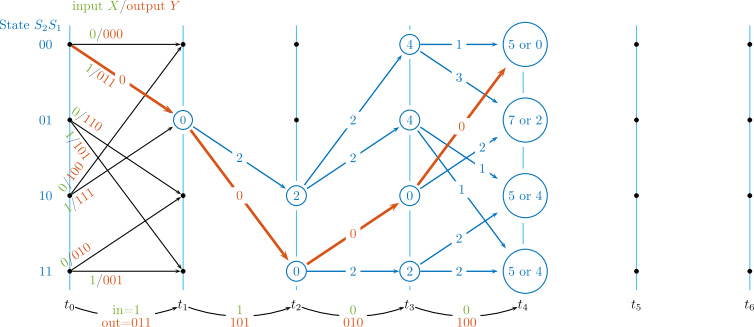 input X/output Y
State S₂S₁
00 0/000 4 1 5 or 0
1/011 0 3
01 0/110 0 4 0 7 or 2
1/101 2 2 2
0/100 2 0 2 1
10 1/111 2 0 1 5 or 4
0/010 0 2
11 1/001 0 2 2 2 5 or 4
t₀ t₁ t₂ t₃ t₄ t₅ t₆
in=1 1 0 0
out=011 101 010 100